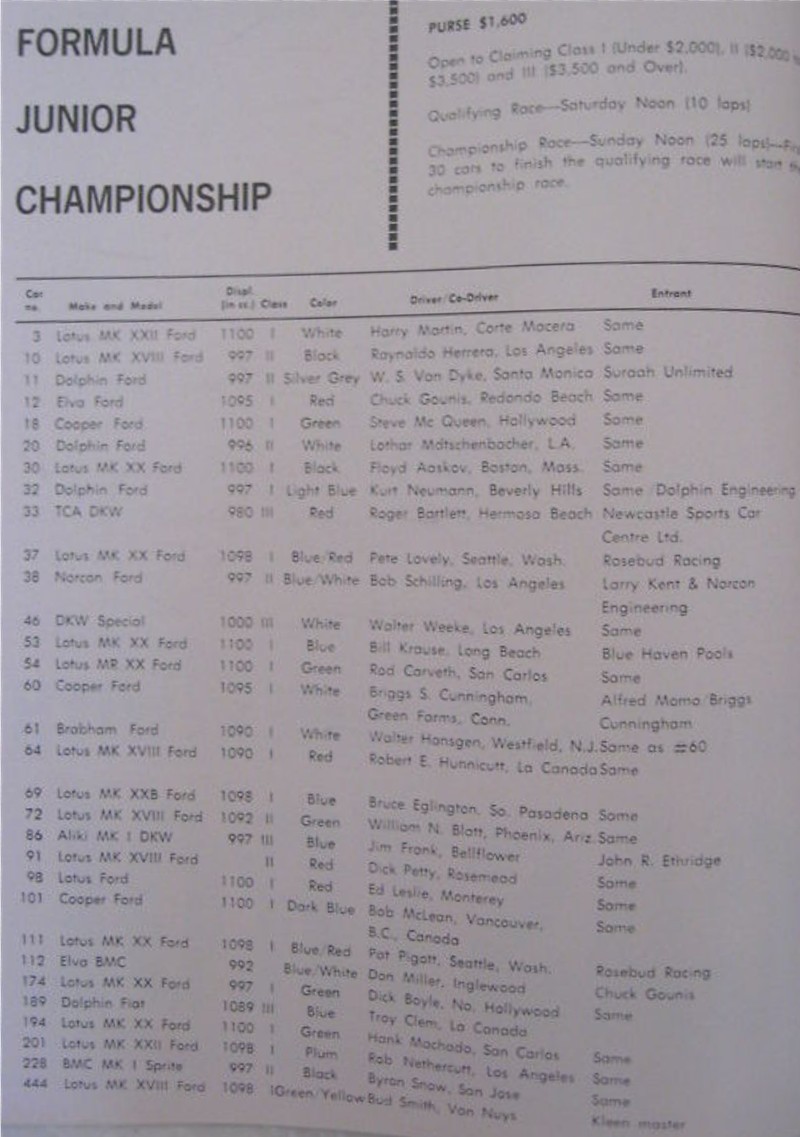 FORMULA
JUNIOR
CHAMPIONSHIP
PURSE $1,600
Open to Claiming Class I (Under $2,000), II ($2,000
$3,500) and III ($3,500 and Over).
Qualifying Race—Saturday Noon (10 laps)
Championship Race—Sunday Noon (25 laps)—
30 cars to finish the qualifying race will start
championship race.
Car no. Make and Model Displ. (in cc.) Class Color Driver/Co-Driver Entrant
3 Lotus MK XXII Ford 1100 I White Harry Martin, Corte Macera Same
10 Lotus MK XVIII Ford 997 II Black Raynaldo Herrera, Los Angeles Same
11 Dolphin Ford 997 II Silver Grey W. S. Van Dyke, Santa Monica Suraah Unlimited
12 Elva Ford 1095 I Red Chuck Gounis, Redondo Beach Same
18 Cooper Ford 1100 I Green Steve Mc Queen, Hollywood Same
20 Dolphin Ford 996 II White Lothar Motschenbacher, L.A. Same
30 Lotus MK XX Ford 1100 I Black Floyd Aaskov, Boston, Mass. Same
32 Dolphin Ford 997 I Light Blue Kurt Neumann, Beverly Hills Same/Dolphin Engineering
33 TCA DKW 980 III Red Roger Bartlett, Hermosa Beach Newcastle Sports Car
Centre Ltd.
37 Lotus MK XX Ford 1098 I Blue/Red Pete Lovely, Seattle, Wash. Rosebud Racing
38 Norcon Ford 997 II Blue/White Bob Schilling, Los Angeles Larry Kent & Norcon
Engineering
46 DKW Special 1000 III White Walter Weeke, Los Angeles Same
53 Lotus MK XX Ford 1100 I Blue Bill Krause, Long Beach Blue Haven Pools
54 Lotus MR XX Ford 1100 I Green Rod Carveth, San Carlos Same
60 Cooper Ford 1095 I White Briggs S. Cunningham, Alfred Momo/Briggs
Green Farms, Conn. Cunningham
61 Brabham Ford 1090 I White Walter Hansgen, Westfield, N.J. Same as #60
64 Lotus MK XVIII Ford 1090 I Red Robert E. Hunnicutt, La Canada Same
69 Lotus MK XXB Ford 1098 I Blue Bruce Eglington, So. Pasadena Same
72 Lotus MK XVIII Ford 1092 II Green William N. Blatt, Phoenix, Ariz. Same
86 Aliki MK I DKW 997 III Blue Jim Frank, Bellflower John R. Ethridge
91 Lotus MK XVIII Ford II Red Dick Petty, Rosemead Same
98 Lotus Ford 1100 I Red Ed Leslie, Monterey Same
101 Cooper Ford 1100 I Dark Blue Bob McLean, Vancouver, Same
B.C., Canada
111 Lotus MK XX Ford 1098 I Blue/Red Pat Pigott, Seattle, Wash. Rosebud Racing
112 Elva BMC 992 Blue/White Don Miller, Inglewood Chuck Gounis
174 Lotus MK XX Ford 997 I Green Dick Boyle, No. Hollywood Same
189 Dolphin Fiat 1089 III Blue Troy Clem, La Canada
194 Lotus MK XX Ford 1100 I Green Hank Machado, San Carlos Same
201 Lotus MK XXII Ford 1098 I Plum Rob Nethercutt, Los Angeles Same
228 BMC MK I Sprite 997 II Black Byron Snow, San Jose Same
444 Lotus MK XVIII Ford 1098 I Green/Yellow Bud Smith, Van Nuys Kleen master